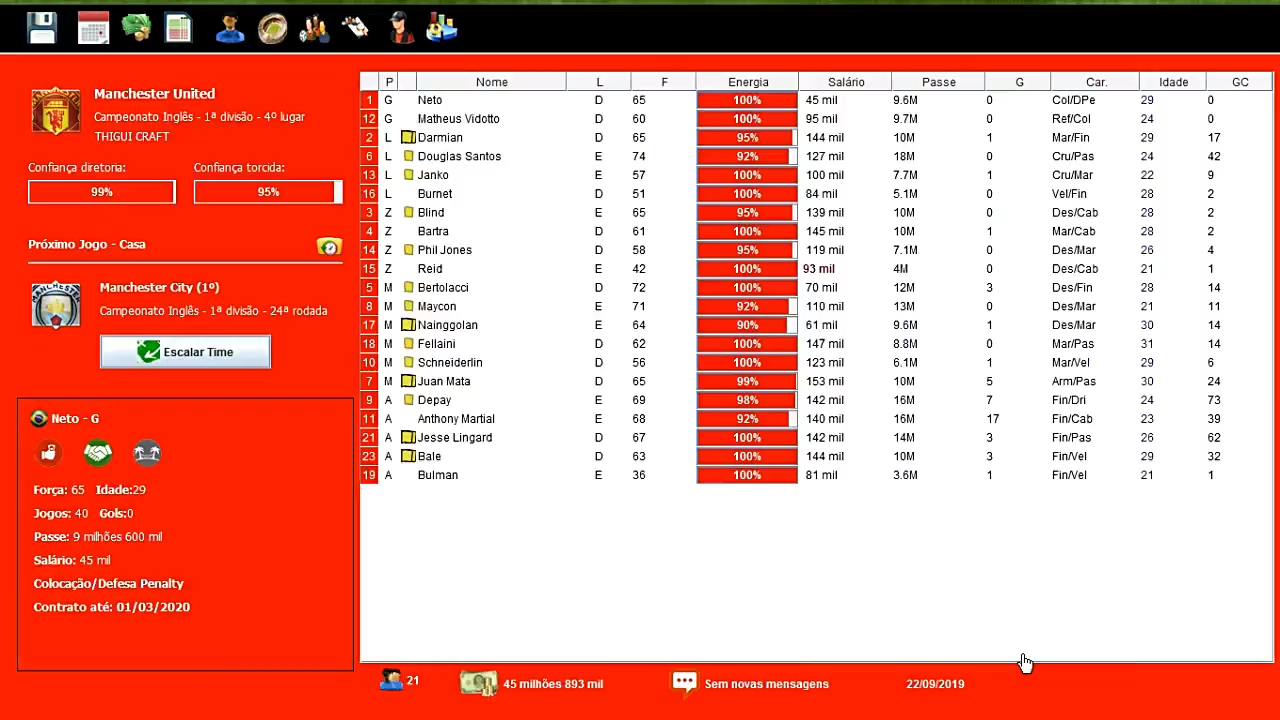 Manchester United
Campeonato Inglês - 1ª divisão - 4º lugar
THIGUI CRAFT
Confiança diretoria: Confiança torcida:
99% 95%
Próximo Jogo - Casa
Manchester City (1º)
Campeonato Inglês - 1ª divisão - 24ª rodada
Escalar Time
Neto - G
Força: 65 Idade:29
Jogos: 40 Gols:0
Passe: 9 milhões 600 mil
Salário: 45 mil
Colocação/Defesa Penalty
Contrato até: 01/03/2020
P Nome L F Energia Salário Passe G Car. Idade GC
1 G Neto D 65 100% 45 mil 9.6M 0 Col/DPe 29 0
12 G Matheus Vidotto D 60 100% 95 mil 9.7M 0 Ref/Col 24 0
2 L Darmian D 65 95% 144 mil 10M 1 Mar/Fin 29 17
6 L Douglas Santos E 74 92% 127 mil 18M 0 Cru/Pas 24 42
13 L Janko E 57 100% 100 mil 7.7M 1 Cru/Mar 22 9
16 L Burnet D 51 100% 84 mil 5.1M 0 Vel/Fin 28 2
3 Z Blind E 65 95% 139 mil 10M 0 Des/Cab 28 2
4 Z Bartra D 61 100% 145 mil 10M 1 Mar/Cab 28 2
14 Z Phil Jones D 58 95% 119 mil 7.1M 0 Des/Mar 26 4
15 Z Reid E 42 100% 93 mil 4M 0 Des/Cab 21 1
5 M Bertolacci D 72 100% 70 mil 12M 3 Des/Fin 28 14
8 M Maycon E 71 92% 110 mil 13M 0 Des/Mar 21 11
17 M Nainggolan E 64 90% 61 mil 9.6M 1 Des/Mar 30 14
18 M Fellaini D 62 100% 147 mil 8.8M 0 Mar/Pas 31 14
10 M Schneiderlin D 56 100% 123 mil 6.1M 1 Mar/Vel 29 6
7 M Juan Mata D 65 99% 153 mil 10M 5 Arm/Pas 30 24
9 A Depay E 69 98% 142 mil 16M 7 Fin/Dri 24 73
11 A Anthony Martial E 68 92% 140 mil 16M 17 Fin/Cab 23 39
21 A Jesse Lingard D 67 100% 142 mil 14M 3 Fin/Pas 26 62
23 A Bale D 63 100% 144 mil 10M 3 Fin/Vel 29 32
19 A Bulman E 36 100% 81 mil 3.6M 1 Fin/Vel 21 1
21 45 milhões 893 mil Sem novas mensagens 22/09/2019